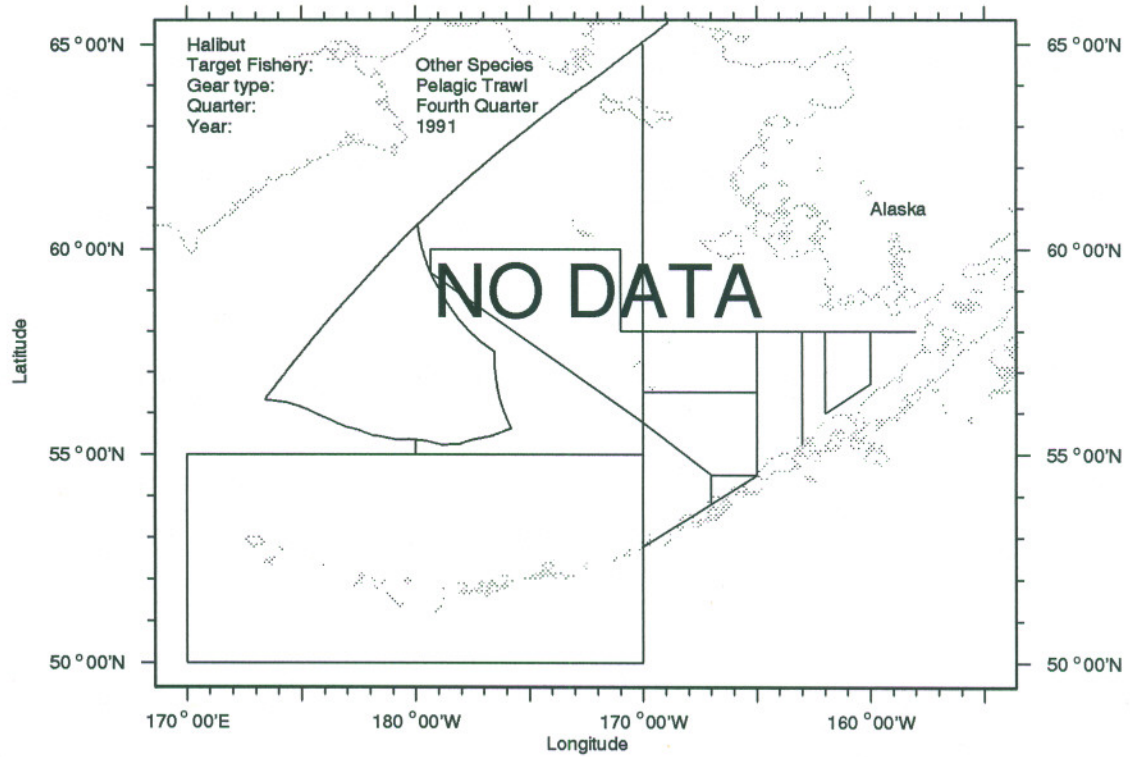 Halibut
Target Fishery: Other Species
Gear type: Pelagic Trawl
Quarter: Fourth Quarter
Year: 1991
65°00'N
65°00'N
Alaska
60°00'N
60°00'N
NO DATA
Latitude
55°00'N
55°00'N
50°00'N
50°00'N
170°00'E
180°00'W
170°00'W
160°00'W
Longitude